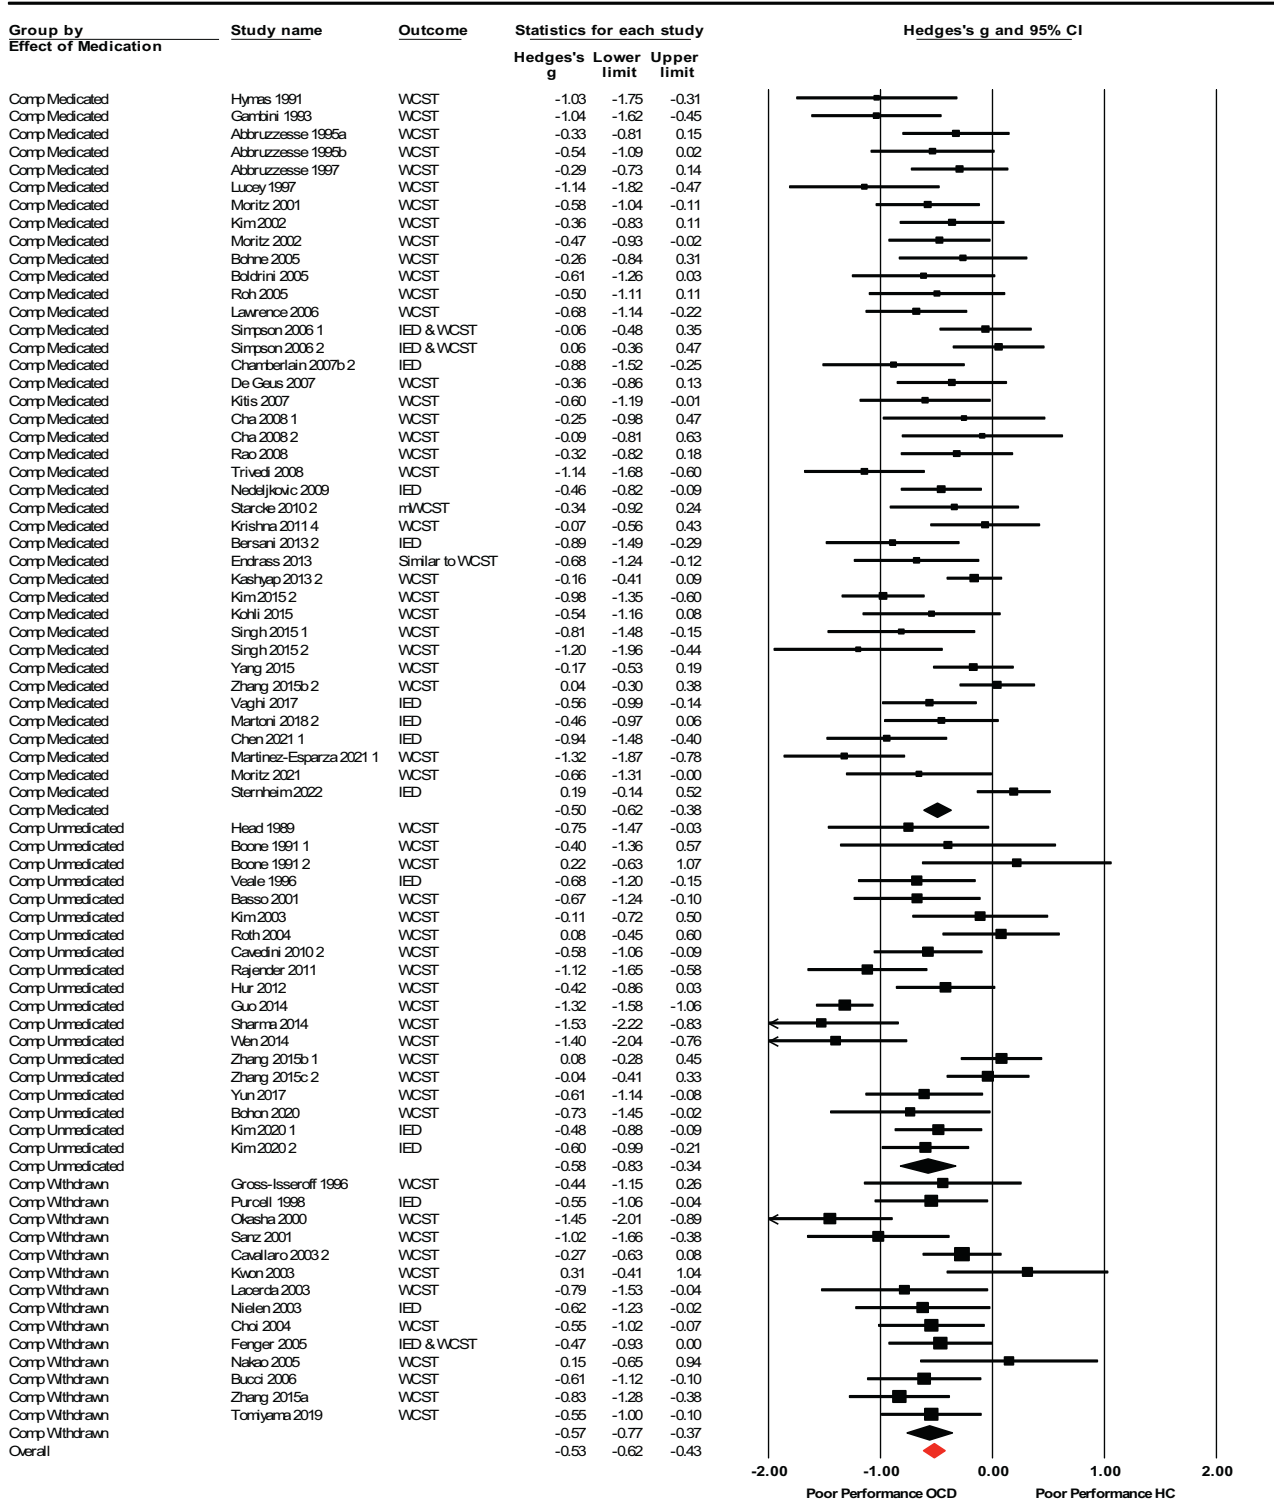 Group by Study name Outcome Statistics for each study Hedges's g and 95% CI
Effect of Medication
Hedges's Lower Upper
g limit limit
Comp Medicated Hymas 1991 WCST -1.03 -1.75 -0.31
Comp Medicated Gambini 1993 WCST -1.04 -1.62 -0.45
Comp Medicated Abbruzzesse 1995a WCST -0.33 -0.81 0.15
Comp Medicated Abbruzzesse 1995b WCST -0.54 -1.09 0.02
Comp Medicated Abbruzzesse 1997 WCST -0.29 -0.73 0.14
Comp Medicated Lucey 1997 WCST -1.14 -1.82 -0.47
Comp Medicated Moritz 2001 WCST -0.58 -1.04 -0.11
Comp Medicated Kim 2002 WCST -0.36 -0.83 0.11
Comp Medicated Moritz 2002 WCST -0.47 -0.93 -0.02
Comp Medicated Bohne 2005 WCST -0.26 -0.84 0.31
Comp Medicated Boldrini 2005 WCST -0.61 -1.26 0.03
Comp Medicated Roh 2005 WCST -0.50 -1.11 0.11
Comp Medicated Lawrence 2006 WCST -0.68 -1.14 -0.22
Comp Medicated Simpson 2006 1 IED & WCST -0.06 -0.48 0.35
Comp Medicated Simpson 2006 2 IED & WCST 0.06 -0.36 0.47
Comp Medicated Chamberlain 2007b 2 IED -0.88 -1.52 -0.25
Comp Medicated De Geus 2007 WCST -0.36 -0.86 0.13
Comp Medicated Kitis 2007 WCST -0.60 -1.19 -0.01
Comp Medicated Cha 2008 1 WCST -0.25 -0.98 0.47
Comp Medicated Cha 2008 2 WCST -0.09 -0.81 0.63
Comp Medicated Rao 2008 WCST -0.32 -0.82 0.18
Comp Medicated Trivedi 2008 WCST -1.14 -1.68 -0.60
Comp Medicated Nedeljkovic 2009 IED -0.46 -0.82 -0.09
Comp Medicated Starcke 2010 2 mWCST -0.34 -0.92 0.24
Comp Medicated Krishna 2011 4 WCST -0.07 -0.56 0.43
Comp Medicated Bersani 2013 2 IED -0.89 -1.49 -0.29
Comp Medicated Endrass 2013 Similar to WCST -0.68 -1.24 -0.12
Comp Medicated Kashyap 2013 2 WCST -0.16 -0.41 0.09
Comp Medicated Kim 2015 2 WCST -0.98 -1.35 -0.60
Comp Medicated Kohli 2015 WCST -0.54 -1.16 0.08
Comp Medicated Singh 2015 1 WCST -0.81 -1.48 -0.15
Comp Medicated Singh 2015 2 WCST -1.20 -1.96 -0.44
Comp Medicated Yang 2015 WCST -0.17 -0.53 0.19
Comp Medicated Zhang 2015b 2 WCST 0.04 -0.30 0.38
Comp Medicated Vaghi 2017 IED -0.56 -0.99 -0.14
Comp Medicated Martoni 2018 2 IED -0.46 -0.97 0.06
Comp Medicated Chen 2021 1 IED -0.94 -1.48 -0.40
Comp Medicated Martinez-Esparza 2021 1 WCST -1.32 -1.87 -0.78
Comp Medicated Moritz 2021 WCST -0.66 -1.31 -0.00
Comp Medicated Sternheim 2022 IED 0.19 -0.14 0.52
Comp Medicated -0.50 -0.62 -0.38
Comp Unmedicated Head 1989 WCST -0.75 -1.47 -0.03
Comp Unmedicated Boone 1991 1 WCST -0.40 -1.36 0.57
Comp Unmedicated Boone 1991 2 WCST 0.22 -0.63 1.07
Comp Unmedicated Veale 1996 IED -0.68 -1.20 -0.15
Comp Unmedicated Basso 2001 WCST -0.67 -1.24 -0.10
Comp Unmedicated Kim 2003 WCST -0.11 -0.72 0.50
Comp Unmedicated Roth 2004 WCST 0.08 -0.45 0.60
Comp Unmedicated Cavedini 2010 2 WCST -0.58 -1.06 -0.09
Comp Unmedicated Rajender 2011 WCST -1.12 -1.65 -0.58
Comp Unmedicated Hur 2012 WCST -0.42 -0.86 0.03
Comp Unmedicated Guo 2014 WCST -1.32 -1.58 -1.06
Comp Unmedicated Sharma 2014 WCST -1.53 -2.22 -0.83
Comp Unmedicated Wen 2014 WCST -1.40 -2.04 -0.76
Comp Unmedicated Zhang 2015b 1 WCST 0.08 -0.28 0.45
Comp Unmedicated Zhang 2015c 2 WCST -0.04 -0.41 0.33
Comp Unmedicated Yun 2017 WCST -0.61 -1.14 -0.08
Comp Unmedicated Bohon 2020 WCST -0.73 -1.45 -0.02
Comp Unmedicated Kim 2020 1 IED -0.48 -0.88 -0.09
Comp Unmedicated Kim 2020 2 IED -0.60 -0.99 -0.21
Comp Unmedicated -0.58 -0.83 -0.34
Comp Withdrawn Gross-Isseroff 1996 WCST -0.44 -1.15 0.26
Comp Withdrawn Purcell 1998 IED -0.55 -1.06 -0.04
Comp Withdrawn Okasha 2000 WCST -1.45 -2.01 -0.89
Comp Withdrawn Sanz 2001 WCST -1.02 -1.66 -0.38
Comp Withdrawn Cavallaro 2003 2 WCST -0.27 -0.63 0.08
Comp Withdrawn Kwon 2003 WCST 0.31 -0.41 1.04
Comp Withdrawn Lacerda 2003 WCST -0.79 -1.53 -0.04
Comp Withdrawn Nielen 2003 IED -0.62 -1.23 -0.02
Comp Withdrawn Choi 2004 WCST -0.55 -1.02 -0.07
Comp Withdrawn Fenger 2005 IED & WCST -0.47 -0.93 0.00
Comp Withdrawn Nakao 2005 WCST 0.15 -0.65 0.94
Comp Withdrawn Bucci 2006 WCST -0.61 -1.12 -0.10
Comp Withdrawn Zhang 2015a WCST -0.83 -1.28 -0.38
Comp Withdrawn Tomiyama 2019 WCST -0.55 -1.00 -0.10
Comp Withdrawn -0.57 -0.77 -0.37
Overall -0.53 -0.62 -0.43
-2.00 -1.00 0.00 1.00 2.00
Poor Performance OCD Poor Performance HC